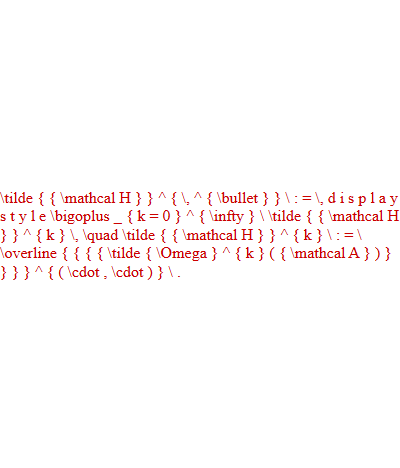 \tilde { { \mathcal H } } ^ { \, ^ { \bullet } } \ : = \, d i s p l a y
s t y l e \bigoplus _ { k = 0 } ^ { \infty } \ \tilde { { \mathcal H
} } ^ { k } \, \quad \tilde { { \mathcal H } } ^ { k } \ : = \
\overline { { { { \tilde { \Omega } ^ { k } ( { \mathcal A } ) } }
} } } ^ { ( \cdot , \cdot ) } \ .